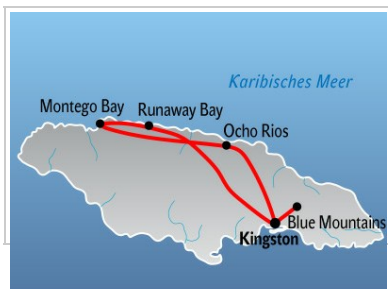 Karibisches Meer
Montego Bay
Runaway Bay
Ocho Rios
Blue Mountains
Kingston